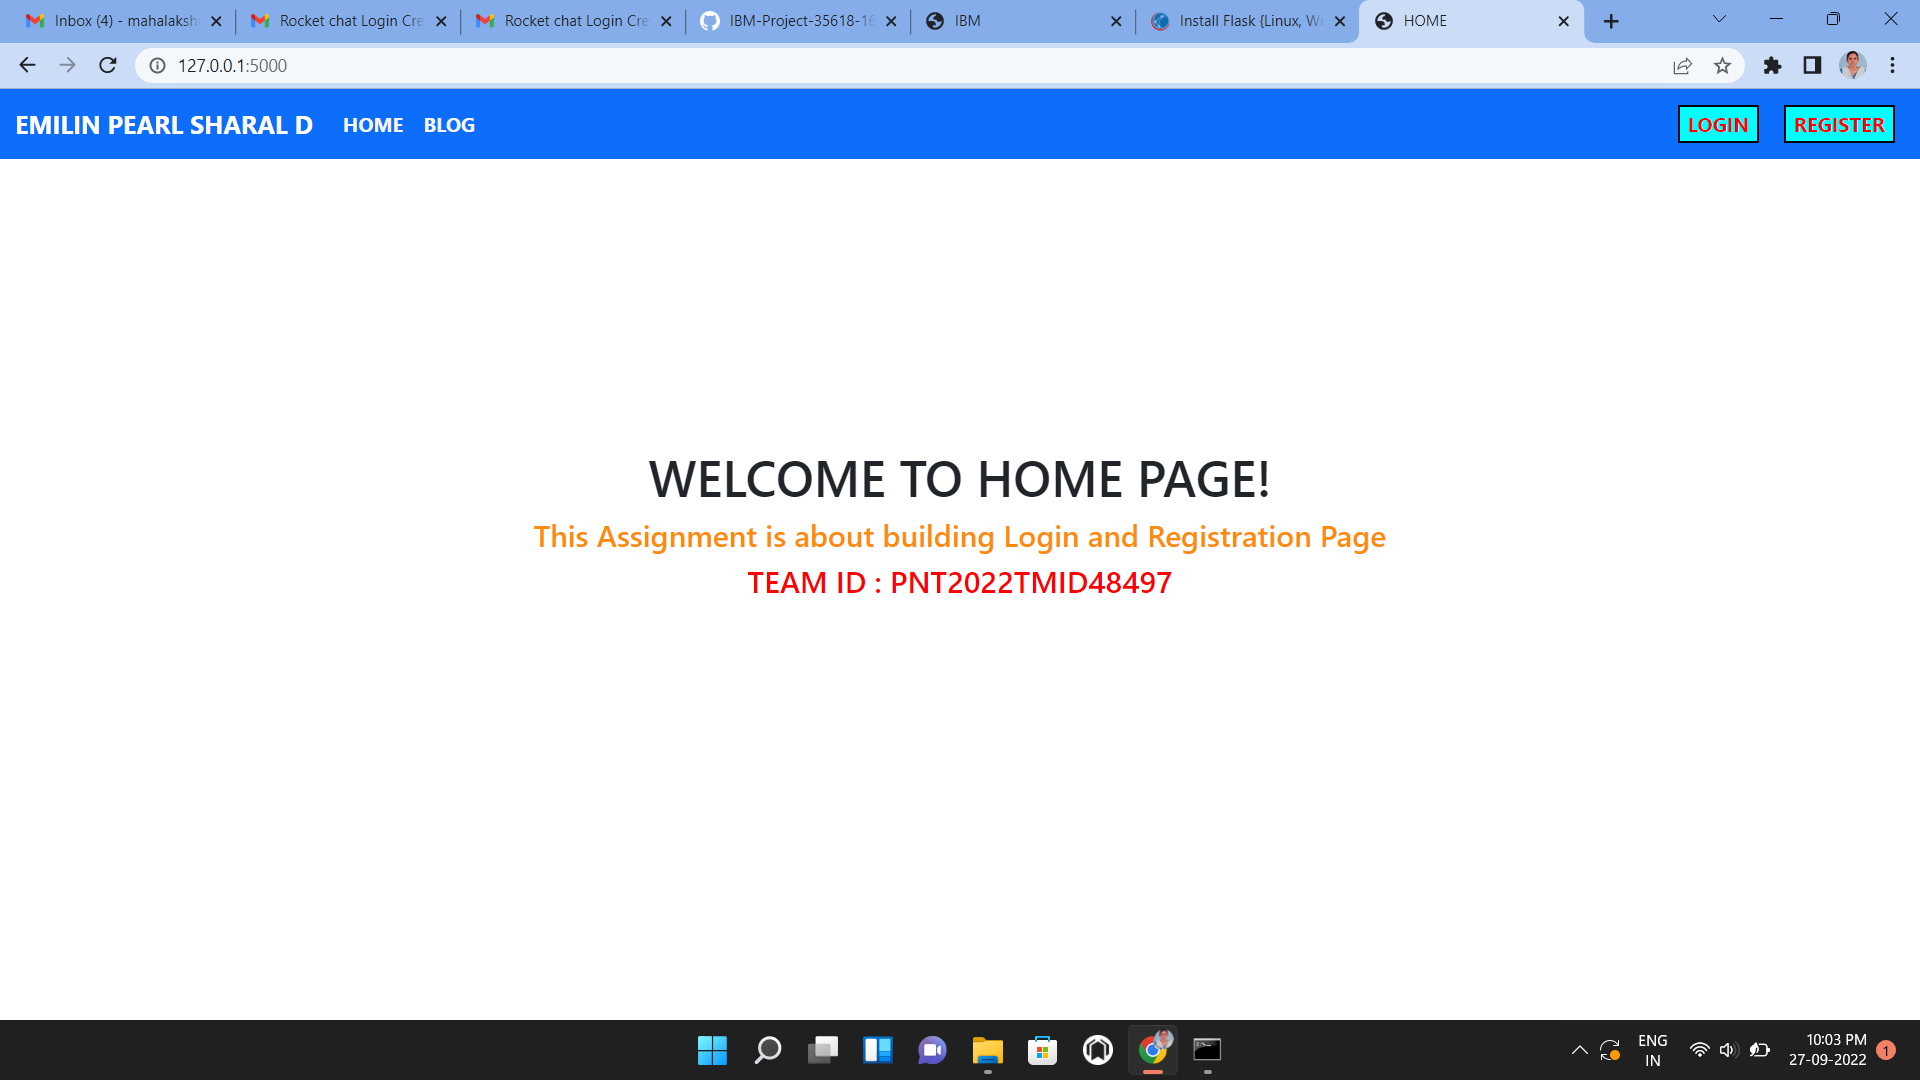 Inbox (4) - mahalaksh
Rocket chat Login Cre
Rocket chat Login Cre
IBM-Project-35618-16
IBM
Install Flask {Linux, Wi
HOME
127.0.0.1:5000
EMILIN PEARL SHARAL D HOME BLOG LOGIN REGISTER
WELCOME TO HOME PAGE!
This Assignment is about building Login and Registration Page
TEAM ID : PNT2022TMID48497
ENG
IN
10:03 PM
27-09-2022
1